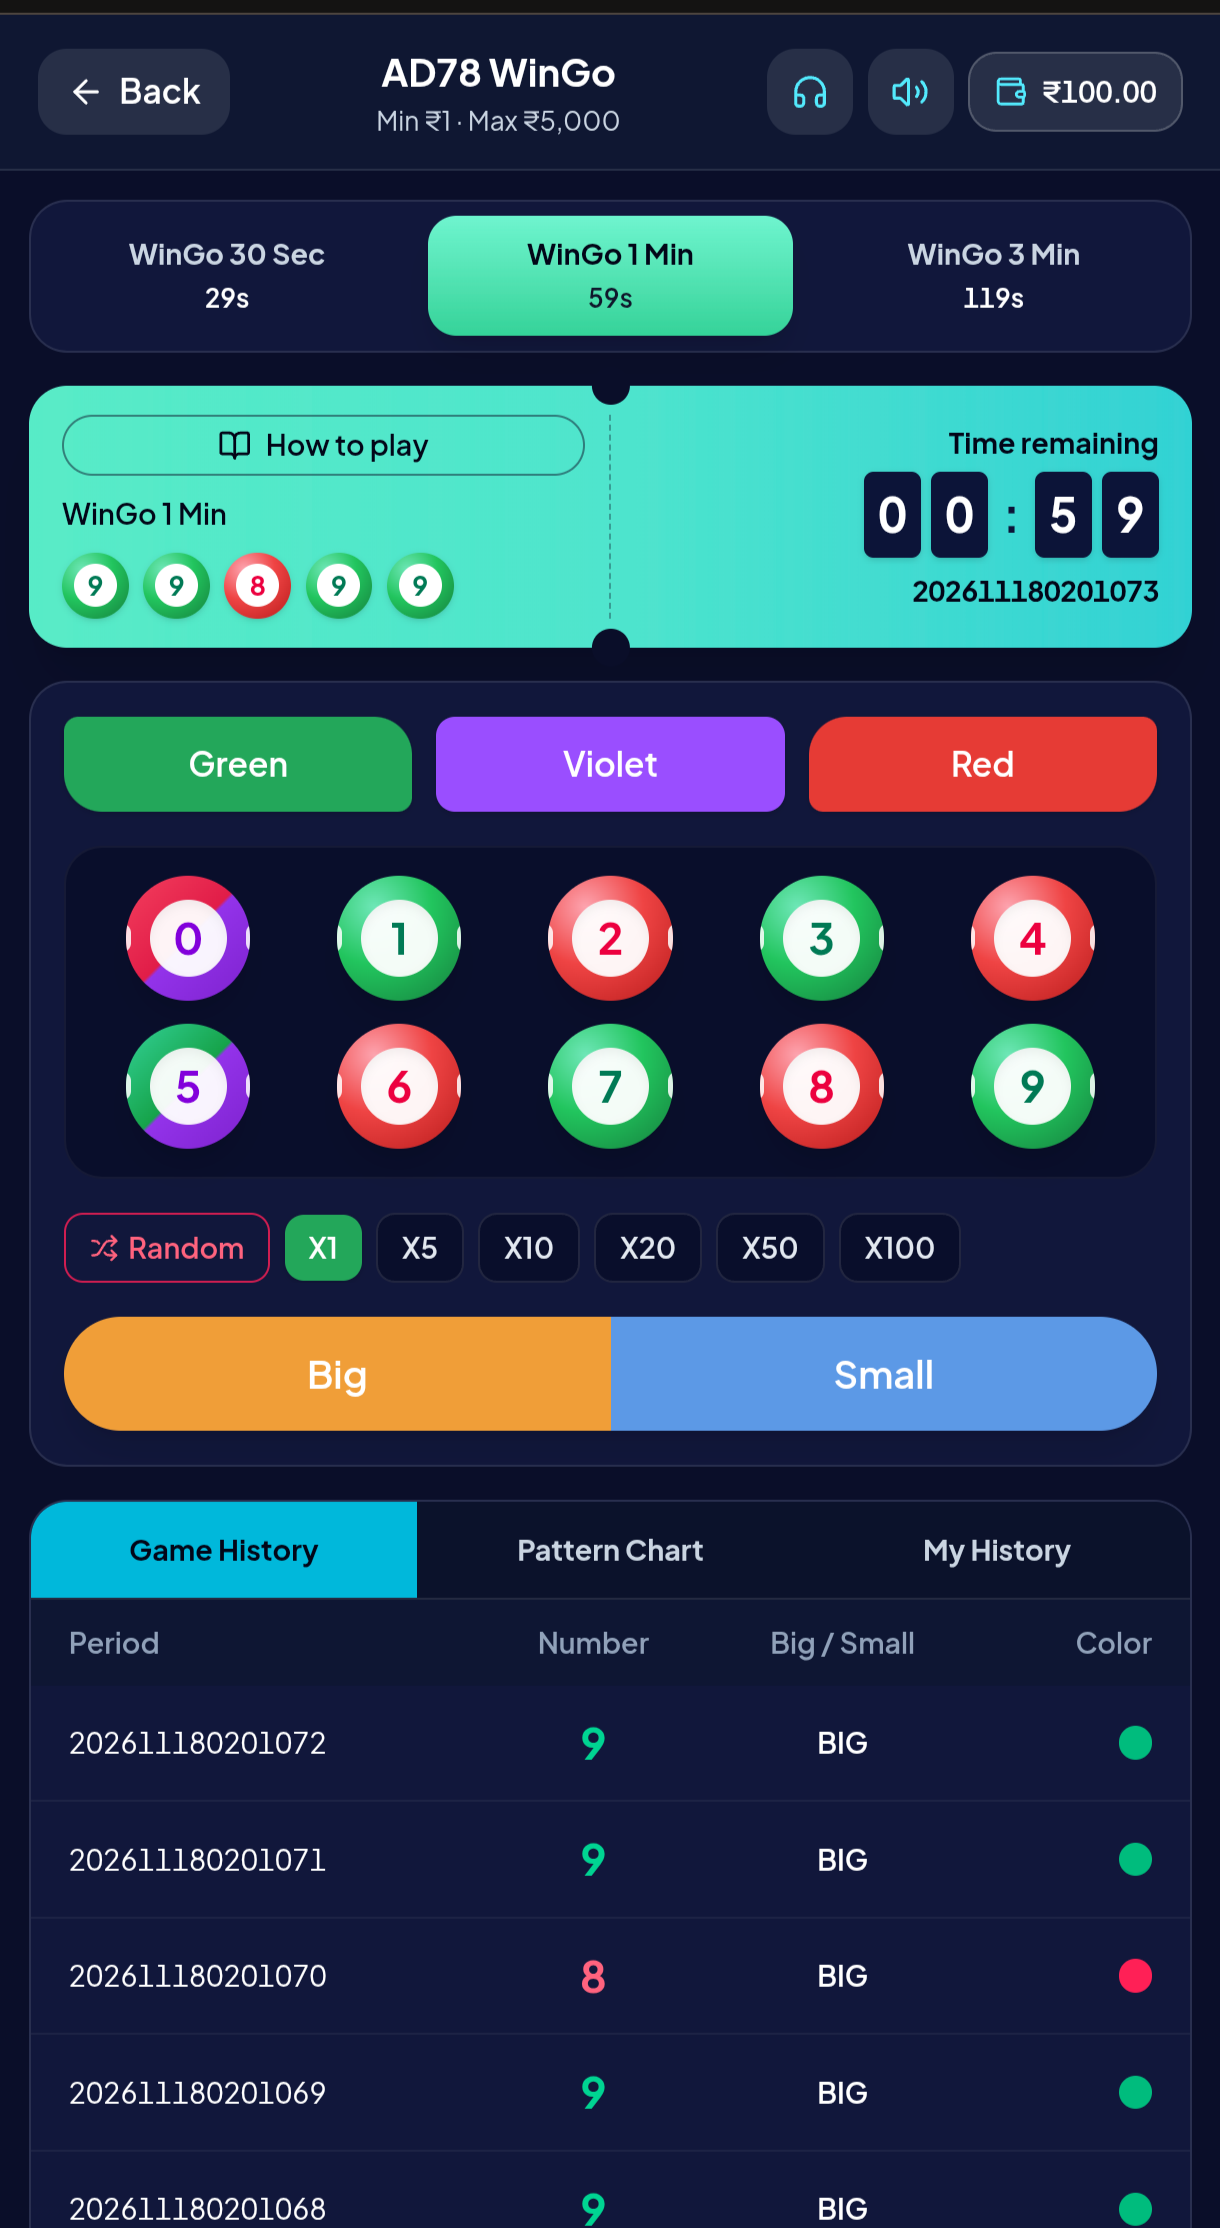 Back
AD78 WinGo
Min ₹1 · Max ₹5,000
₹100.00
WinGo 30 Sec
29s
WinGo 1 Min
59s
WinGo 3 Min
119s
How to play
WinGo 1 Min
9 9 8 9 9
Time remaining
00:59
202611180201073
Green Violet Red
0 1 2 3 4
5 6 7 8 9
Random X1 X5 X10 X20 X50 X100
Big Small
Game History Pattern Chart My History
Period Number Big / Small Color
202611180201072 9 BIG
202611180201071 9 BIG
202611180201070 8 BIG
202611180201069 9 BIG
202611180201068 9 BIG